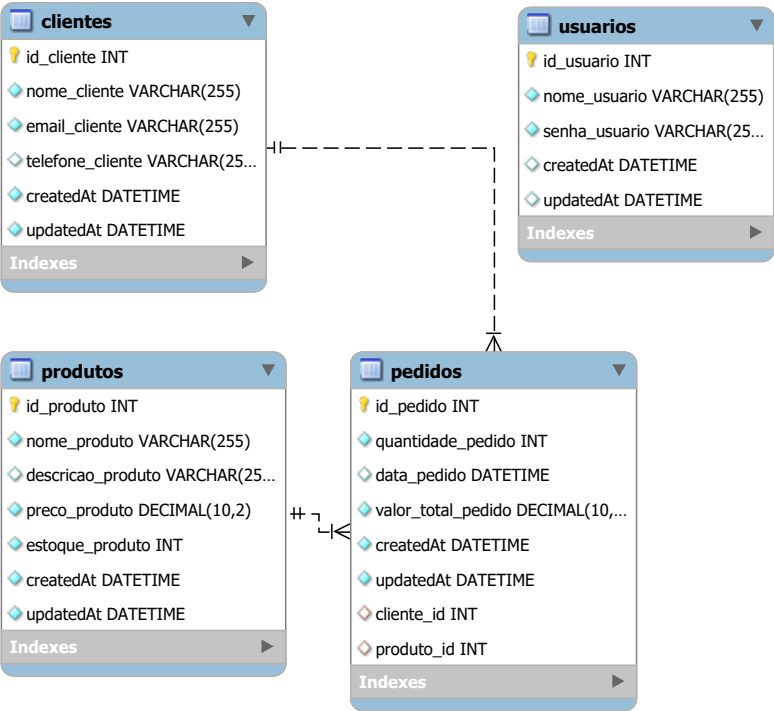 clientes
id_cliente INT
nome_cliente VARCHAR(255)
email_cliente VARCHAR(255)
telefone_cliente VARCHAR(25...
createdAt DATETIME
updatedAt DATETIME
Indexes
usuarios
id_usuario INT
nome_usuario VARCHAR(255)
senha_usuario VARCHAR(25...
createdAt DATETIME
updatedAt DATETIME
Indexes
produtos
id_produto INT
nome_produto VARCHAR(255)
descricao_produto VARCHAR(25...
preco_produto DECIMAL(10,2)
estoque_produto INT
createdAt DATETIME
updatedAt DATETIME
Indexes
pedidos
id_pedido INT
quantidade_pedido INT
data_pedido DATETIME
valor_total_pedido DECIMAL(10,...
createdAt DATETIME
updatedAt DATETIME
cliente_id INT
produto_id INT
Indexes